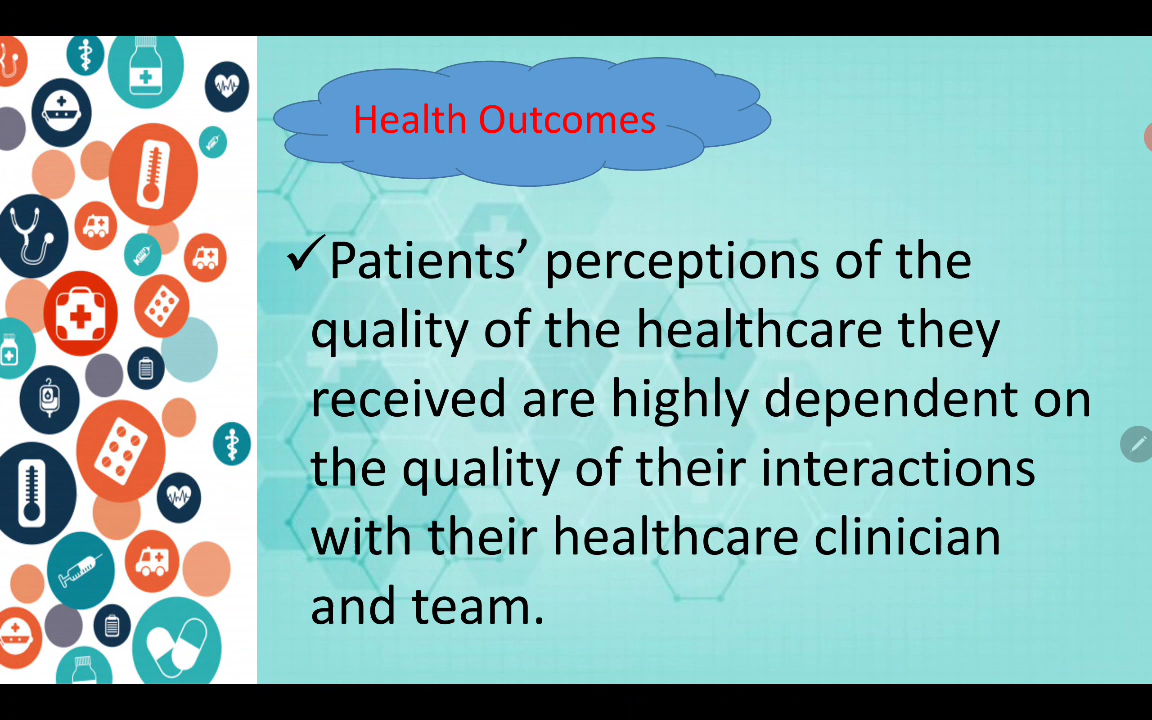 Health Outcomes
✓Patients’ perceptions of the
quality of the healthcare they
received are highly dependent on
the quality of their interactions
with their healthcare clinician
and team.